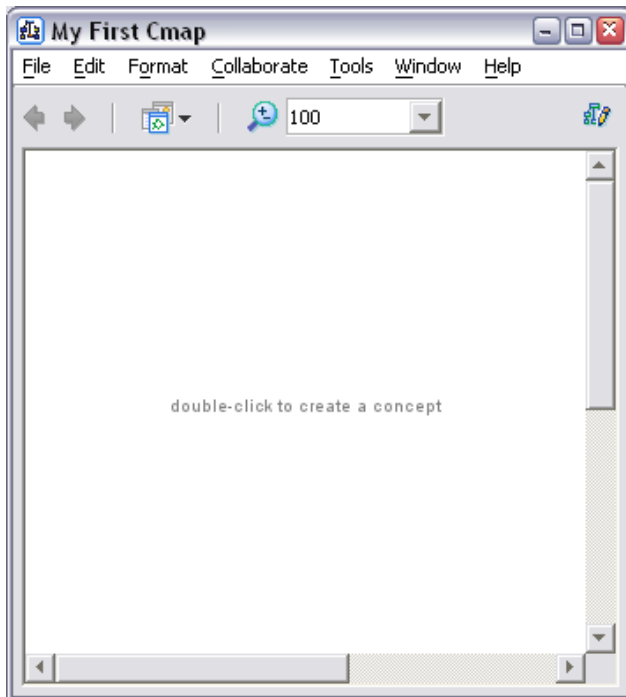 My First Cmap
File Edit Format Collaborate Tools Window Help
100
double-click to create a concept